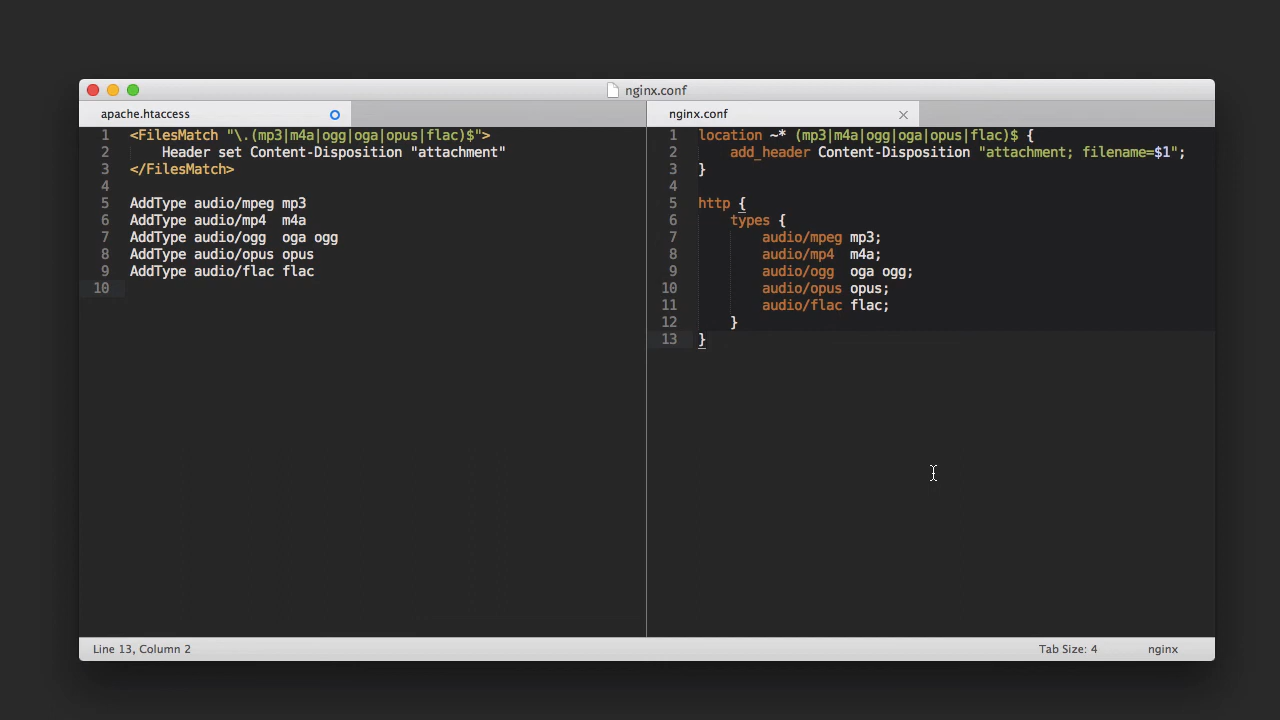 nginx.conf
apache.htaccess
1 <FilesMatch "\.(mp3|m4a|ogg|oga|opus|flac)$">
2     Header set Content-Disposition "attachment"
3 </FilesMatch>
4
5 AddType audio/mpeg mp3
6 AddType audio/mp4  m4a
7 AddType audio/ogg  oga ogg
8 AddType audio/opus opus
9 AddType audio/flac flac
10
nginx.conf
1 location ~* (mp3|m4a|ogg|oga|opus|flac)$ {
2     add_header Content-Disposition "attachment; filename=$1";
3 }
4
5 http {
6     types {
7         audio/mpeg mp3;
8         audio/mp4  m4a;
9         audio/ogg  oga ogg;
10         audio/opus opus;
11         audio/flac flac;
12     }
13 }
Line 13, Column 2
Tab Size: 4
nginx